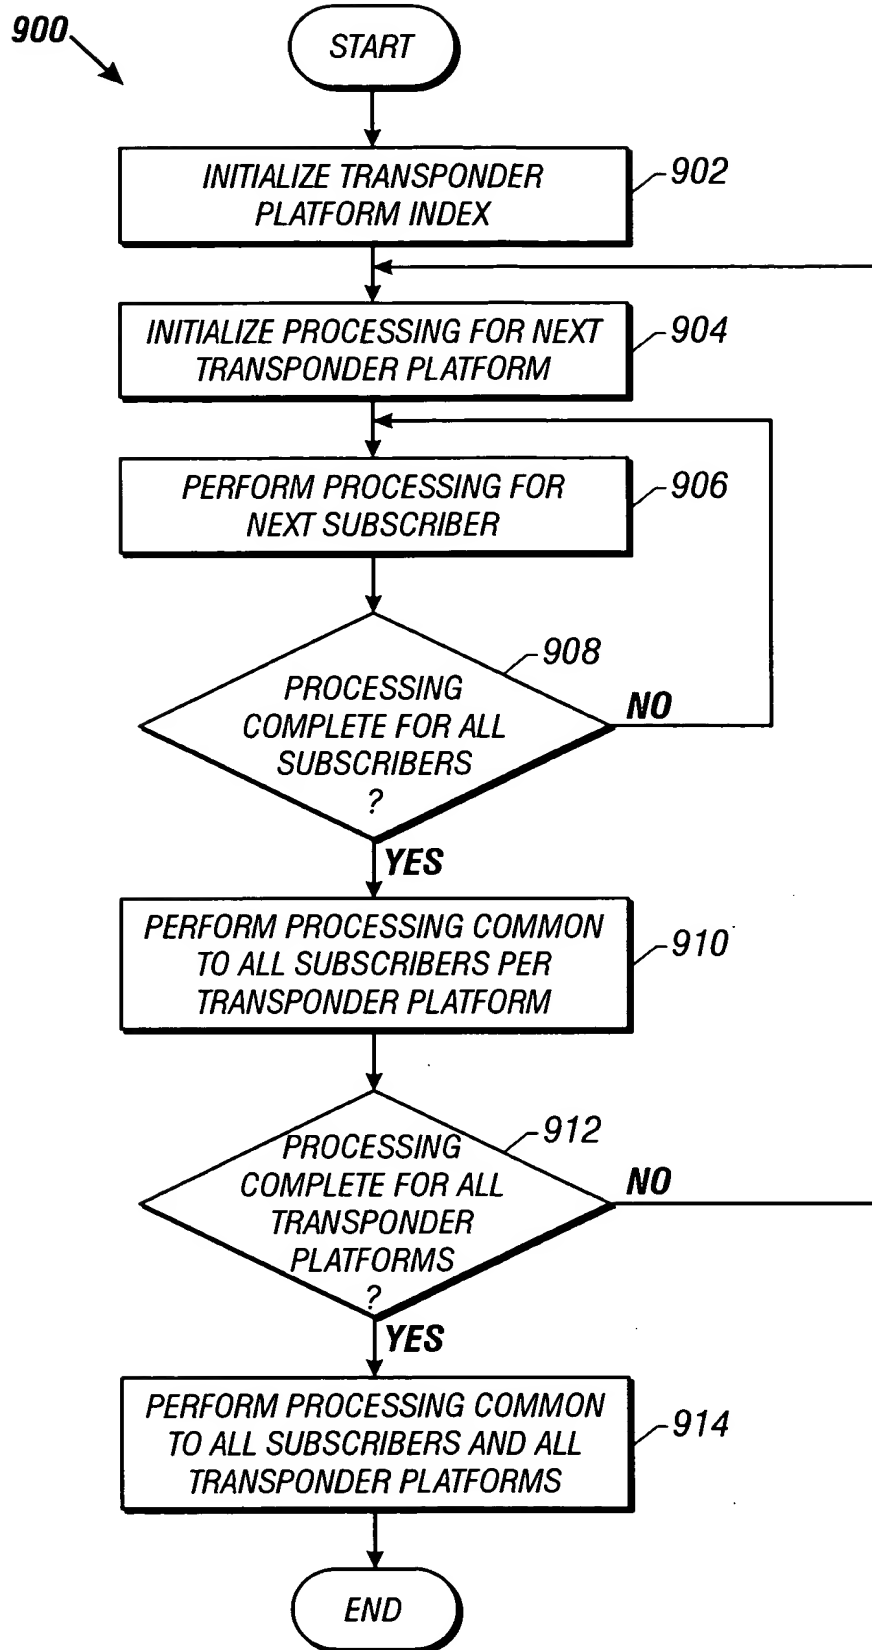 900
START
INITIALIZE TRANSPONDER
PLATFORM INDEX
902
INITIALIZE PROCESSING FOR NEXT
TRANSPONDER PLATFORM
904
PERFORM PROCESSING FOR
NEXT SUBSCRIBER
906
908
PROCESSING
COMPLETE FOR ALL
SUBSCRIBERS
?
NO
YES
PERFORM PROCESSING COMMON
TO ALL SUBSCRIBERS PER
TRANSPONDER PLATFORM
910
912
PROCESSING
COMPLETE FOR ALL
TRANSPONDER
PLATFORMS
?
NO
YES
PERFORM PROCESSING COMMON
TO ALL SUBSCRIBERS AND ALL
TRANSPONDER PLATFORMS
914
END